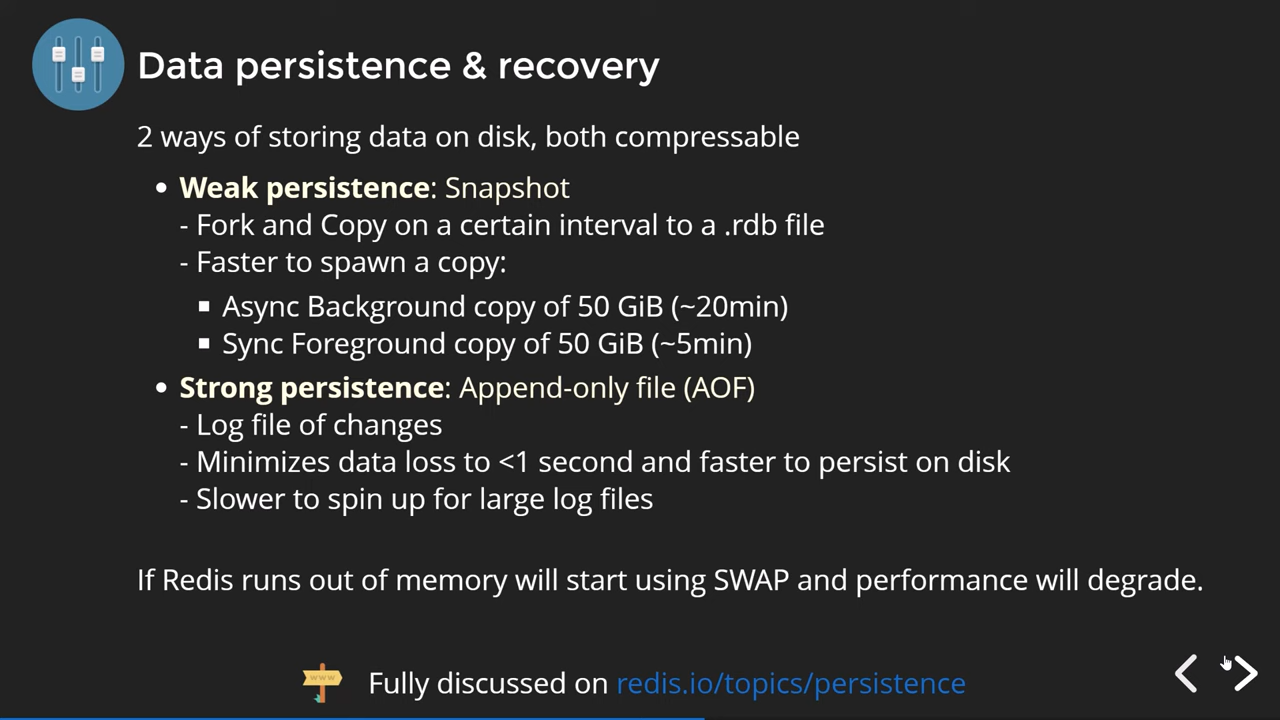 Data persistence & recovery
2 ways of storing data on disk, both compressable
• Weak persistence: Snapshot
- Fork and Copy on a certain interval to a .rdb file
- Faster to spawn a copy:
▪ Async Background copy of 50 GiB (~20min)
▪ Sync Foreground copy of 50 GiB (~5min)
• Strong persistence: Append-only file (AOF)
- Log file of changes
- Minimizes data loss to <1 second and faster to persist on disk
- Slower to spin up for large log files
If Redis runs out of memory will start using SWAP and performance will degrade.
www Fully discussed on redis.io/topics/persistence